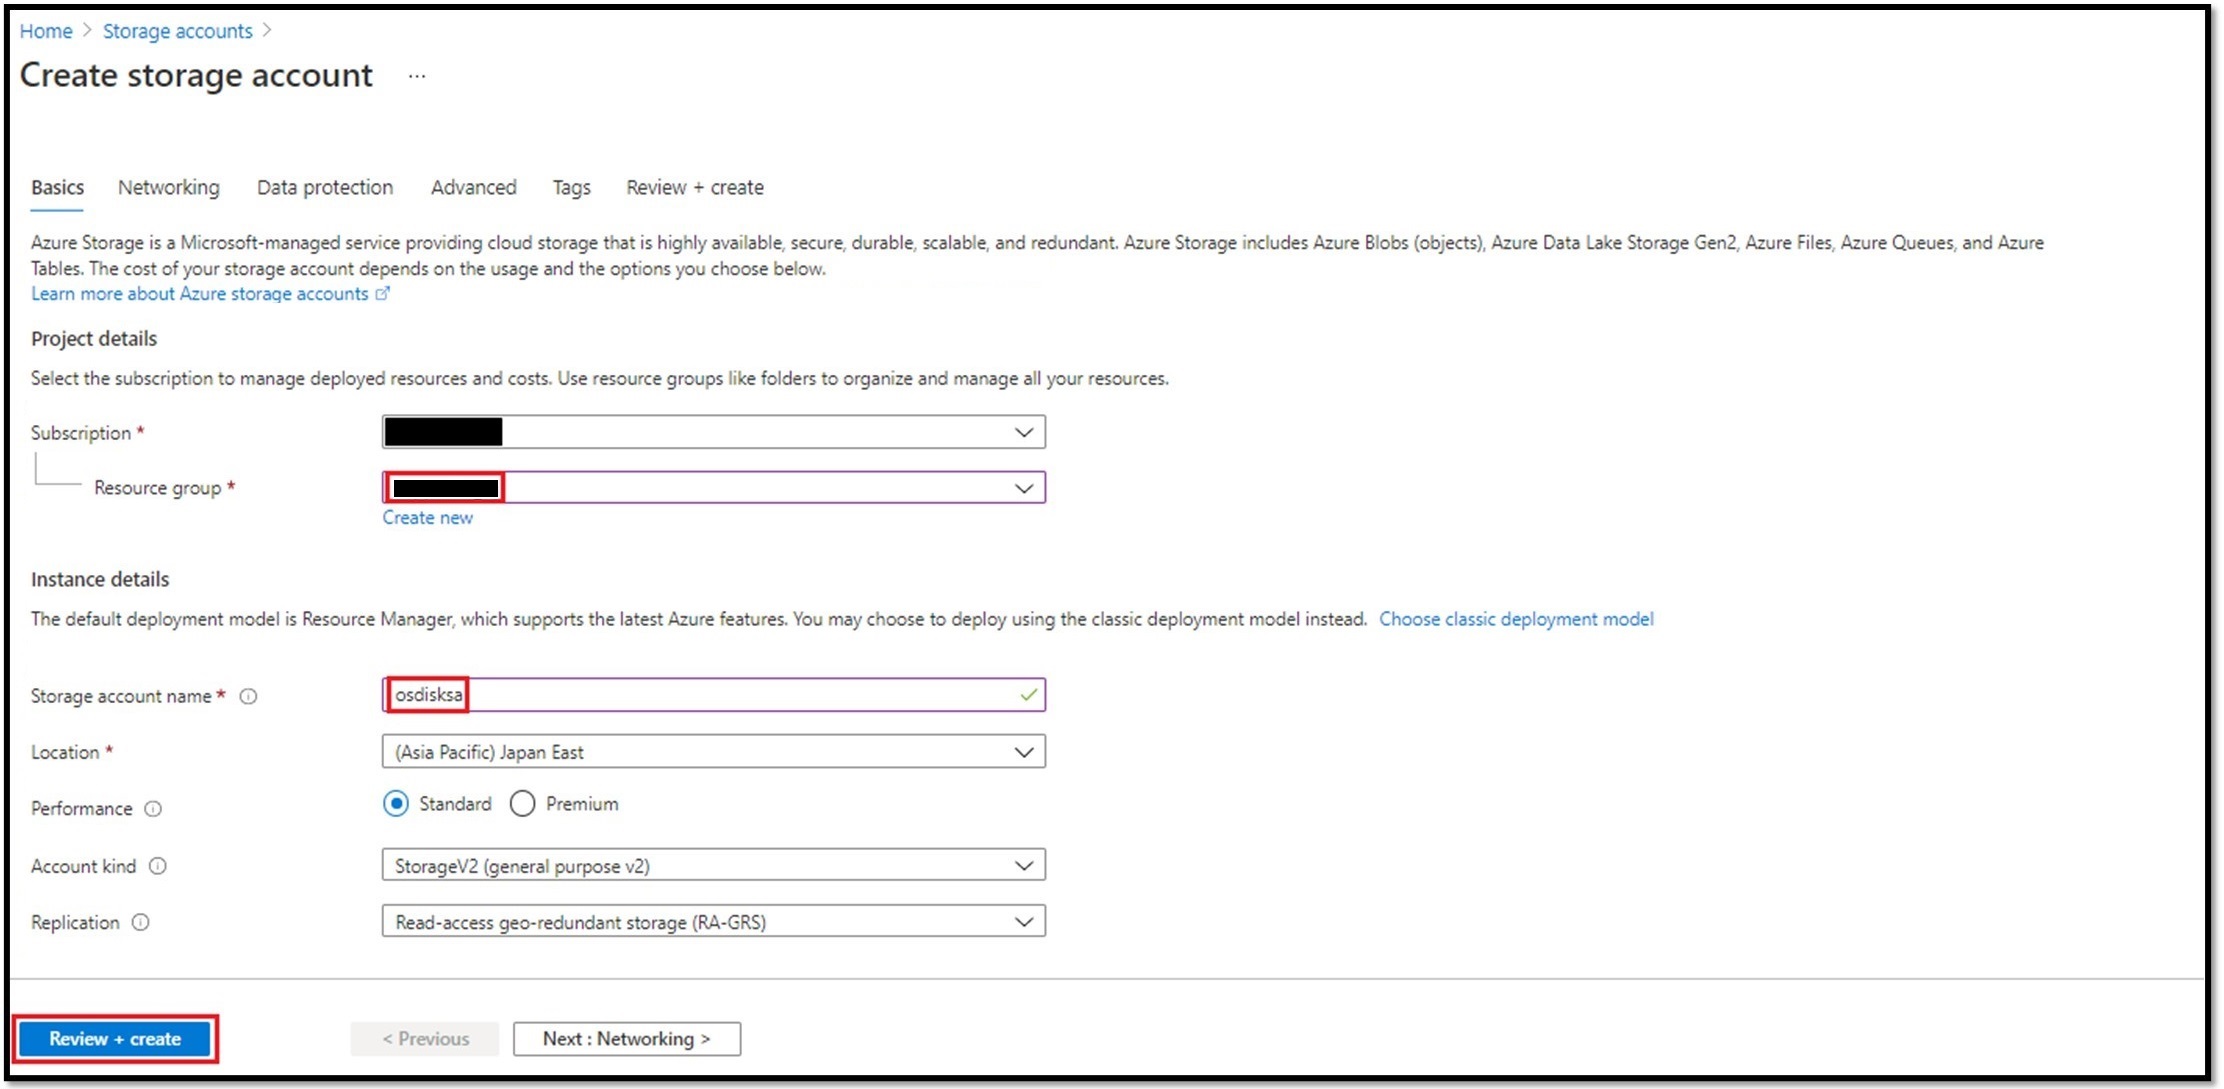 Home > Storage accounts >
Create storage account ...
Basics Networking Data protection Advanced Tags Review + create
Azure Storage is a Microsoft-managed service providing cloud storage that is highly available, secure, durable, scalable, and redundant. Azure Storage includes Azure Blobs (objects), Azure Data Lake Storage Gen2, Azure Files, Azure Queues, and Azure
Tables. The cost of your storage account depends on the usage and the options you choose below.
Learn more about Azure storage accounts
Project details
Select the subscription to manage deployed resources and costs. Use resource groups like folders to organize and manage all your resources.
Subscription *
Resource group *
Create new
Instance details
The default deployment model is Resource Manager, which supports the latest Azure features. You may choose to deploy using the classic deployment model instead. Choose classic deployment model
Storage account name * osdisksa
Location * (Asia Pacific) Japan East
Performance Standard Premium
Account kind StorageV2 (general purpose v2)
Replication Read-access geo-redundant storage (RA-GRS)
Review + create < Previous Next : Networking >